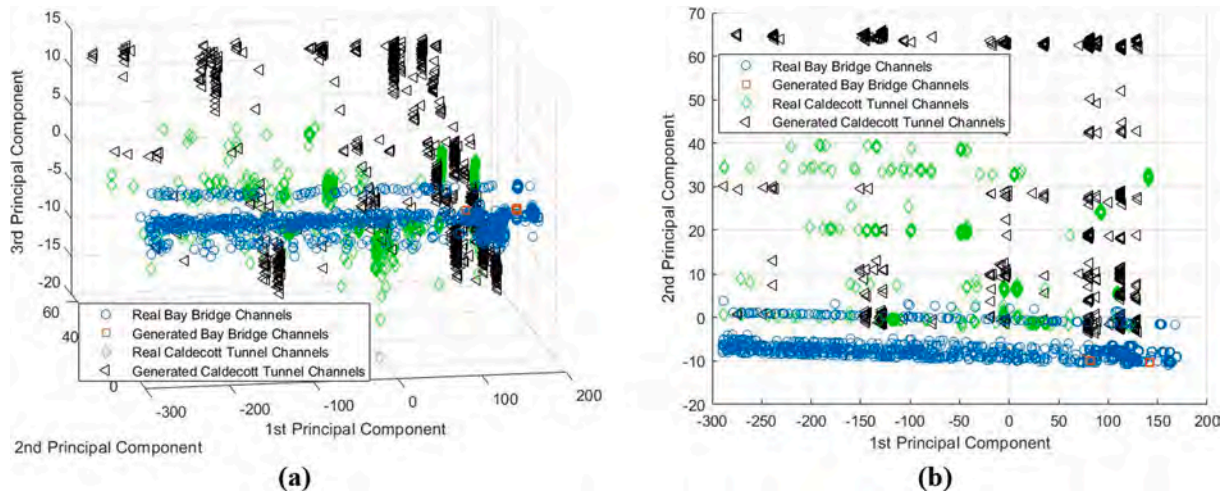 15
10
5
0
-5
-10
-15
-20
60
40
0
3rd Principal Component
Real Bay Bridge Channels
Generated Bay Bridge Channels
Real Caldecott Tunnel Channels
Generated Caldecott Tunnel Channels
-300 -200 -100 0 100 200
1st Principal Component
2nd Principal Component
(a)
70
60
50
40
30
20
10
0
-10
-20
2nd Principal Component
Real Bay Bridge Channels
Generated Bay Bridge Channels
Real Caldecott Tunnel Channels
Generated Caldecott Tunnel Channels
-300 -250 -200 -150 -100 -50 0 50 100 150 200
1st Principal Component
(b)